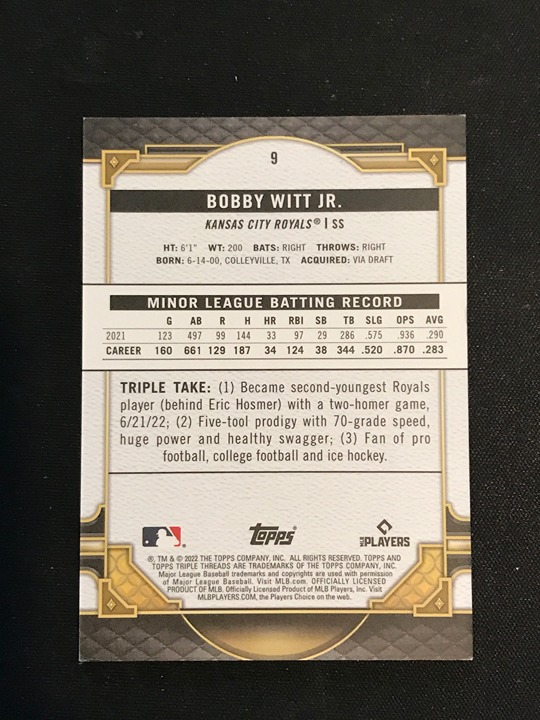 9
BOBBY WITT JR.
KANSAS CITY ROYALS® | SS
HT: 6'1" WT: 200 BATS: RIGHT THROWS: RIGHT
BORN: 6-14-00, COLLEYVILLE, TX ACQUIRED: VIA DRAFT
MINOR LEAGUE BATTING RECORD
G AB R H HR RBI SB TB SLG OPS AVG
2021 123 497 99 144 33 97 29 286 .575 .936 .290
CAREER 160 661 129 187 34 124 38 344 .520 .870 .283
TRIPLE TAKE: (1) Became second-youngest Royals
player (behind Eric Hosmer) with a two-homer game,
6/21/22; (2) Five-tool prodigy with 70-grade speed,
huge power and healthy swagger; (3) Fan of pro
football, college football and ice hockey.
Topps
MLB PLAYERS
®, TM & © 2022 THE TOPPS COMPANY, INC. ALL RIGHTS RESERVED. TOPPS AND
TOPPS TRIPLE THREADS ARE TRADEMARKS OF THE TOPPS COMPANY, INC.
Major League Baseball trademarks and copyrights are used with permission
of Major League Baseball. Visit MLB.com. OFFICIALLY LICENSED
PRODUCT OF MLB Players, Inc. Visit
MLBPLAYERS.COM, the Players Choice on the web.